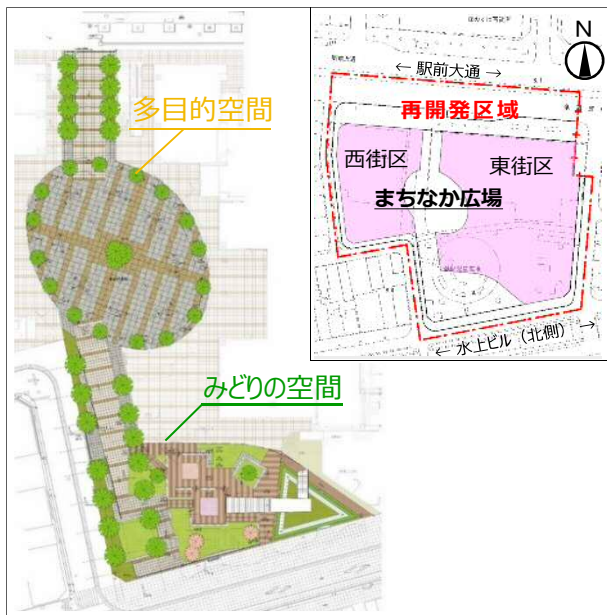 多目的空間
みどりの空間
N
← 駅前大通 →
再開発区域
西街区
東街区
まちなか広場
← 水上ビル（北側） →